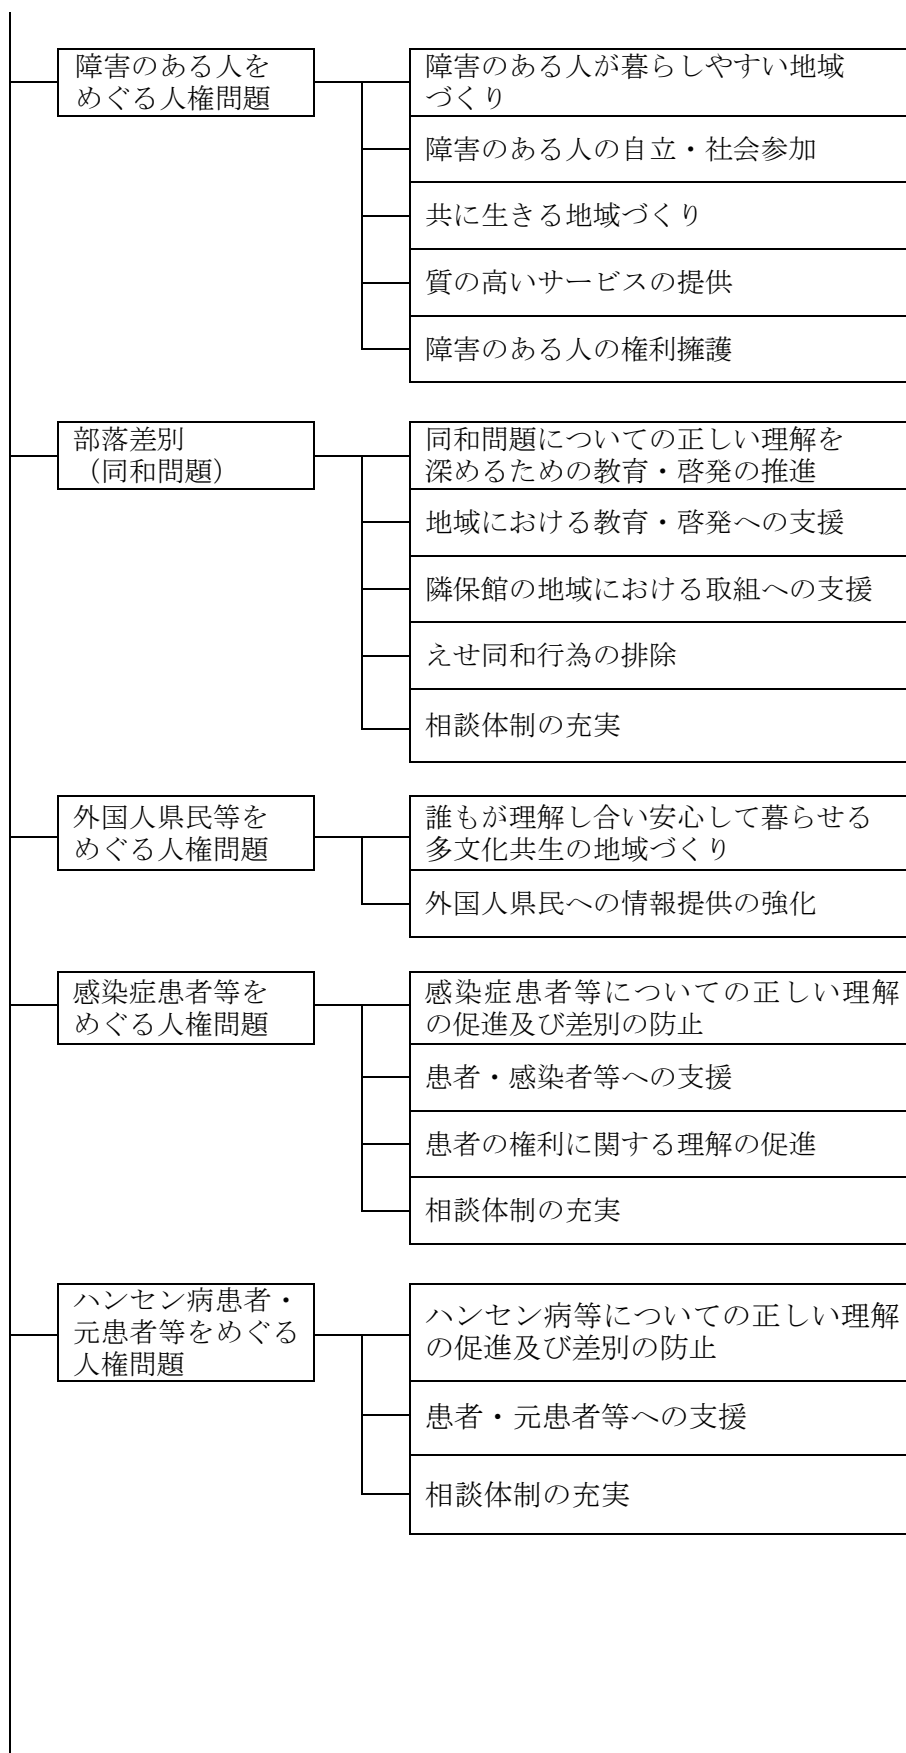 障害のある人を
めぐる人権問題
障害のある人が暮らしやすい地域
づくり
障害のある人の自立・社会参加
共に生きる地域づくり
質の高いサービスの提供
障害のある人の権利擁護
部落差別
（同和問題）
同和問題についての正しい理解を
深めるための教育・啓発の推進
地域における教育・啓発への支援
隣保館の地域における取組への支援
えせ同和行為の排除
相談体制の充実
外国人県民等を
めぐる人権問題
誰もが理解し合い安心して暮らせる
多文化共生の地域づくり
外国人県民への情報提供の強化
感染症患者等を
めぐる人権問題
感染症患者等についての正しい理解
の促進及び差別の防止
患者・感染者等への支援
患者の権利に関する理解の促進
相談体制の充実
ハンセン病患者・
元患者等をめぐる
人権問題
ハンセン病等についての正しい理解
の促進及び差別の防止
患者・元患者等への支援
相談体制の充実